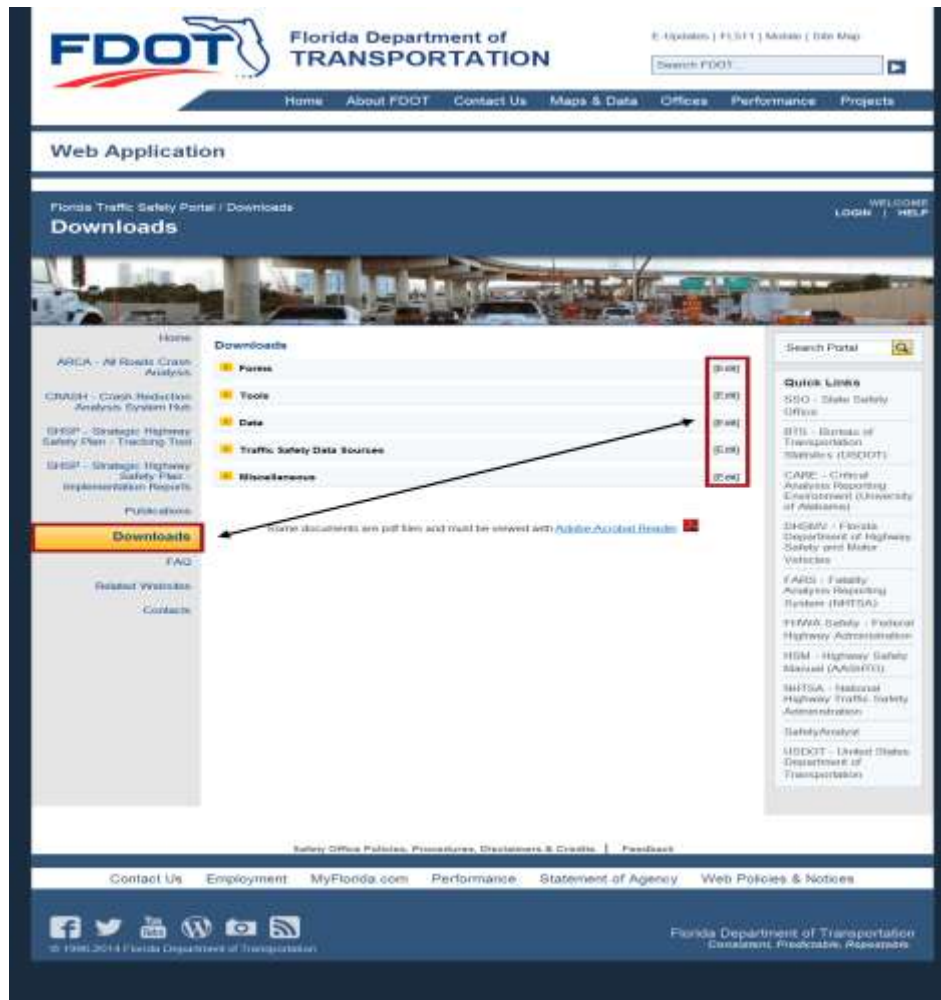 FDOT
Florida Department of
TRANSPORTATION
E-Updates | FL511 | Mobile | Site Map
Search FDOT...
Home About FDOT Contact Us Maps & Data Offices Performance Projects
Web Application
Florida Traffic Safety Portal / Downloads
Downloads
WELCOME
LOGIN | HELP
Home
ARCA - All Roads Crash
Analysis
CRASH - Crash Reduction
Analysis System Hub
SHSP - Strategic Highway
Safety Plan - Tracking Tool
SHSP - Strategic Highway
Safety Plan -
Implementation Reports
Publications
Downloads
FAQ
Related Websites
Contacts
Downloads
Forms [Edit]
Tools [Edit]
Data [Edit]
Traffic Safety Data Sources [Edit]
Miscellaneous [Edit]
Some documents are pdf files and must be viewed with Adobe Acrobat Reader
Search Portal
Quick Links
SSO - State Safety
Office
BTS - Bureau of
Transportation
Statistics (USDOT)
CARE - Critical
Analysis Reporting
Environment (University
of Alabama)
DHSMV - Florida
Department of Highway
Safety and Motor
Vehicles
FARS - Fatality
Analysis Reporting
System (NHTSA)
FHWA Safety - Federal
Highway Administration
HSM - Highway Safety
Manual (AASHTO)
NHTSA - National
Highway Traffic Safety
Administration
SafetyAnalyst
USDOT - United States
Department of
Transportation
Safety Office Policies, Procedures, Disclaimers & Credits | Feedback
Contact Us Employment MyFlorida.com Performance Statement of Agency Web Policies & Notices
© 1996-2014 Florida Department of Transportation
Florida Department of Transportation
Consistent, Predictable, Repeatable